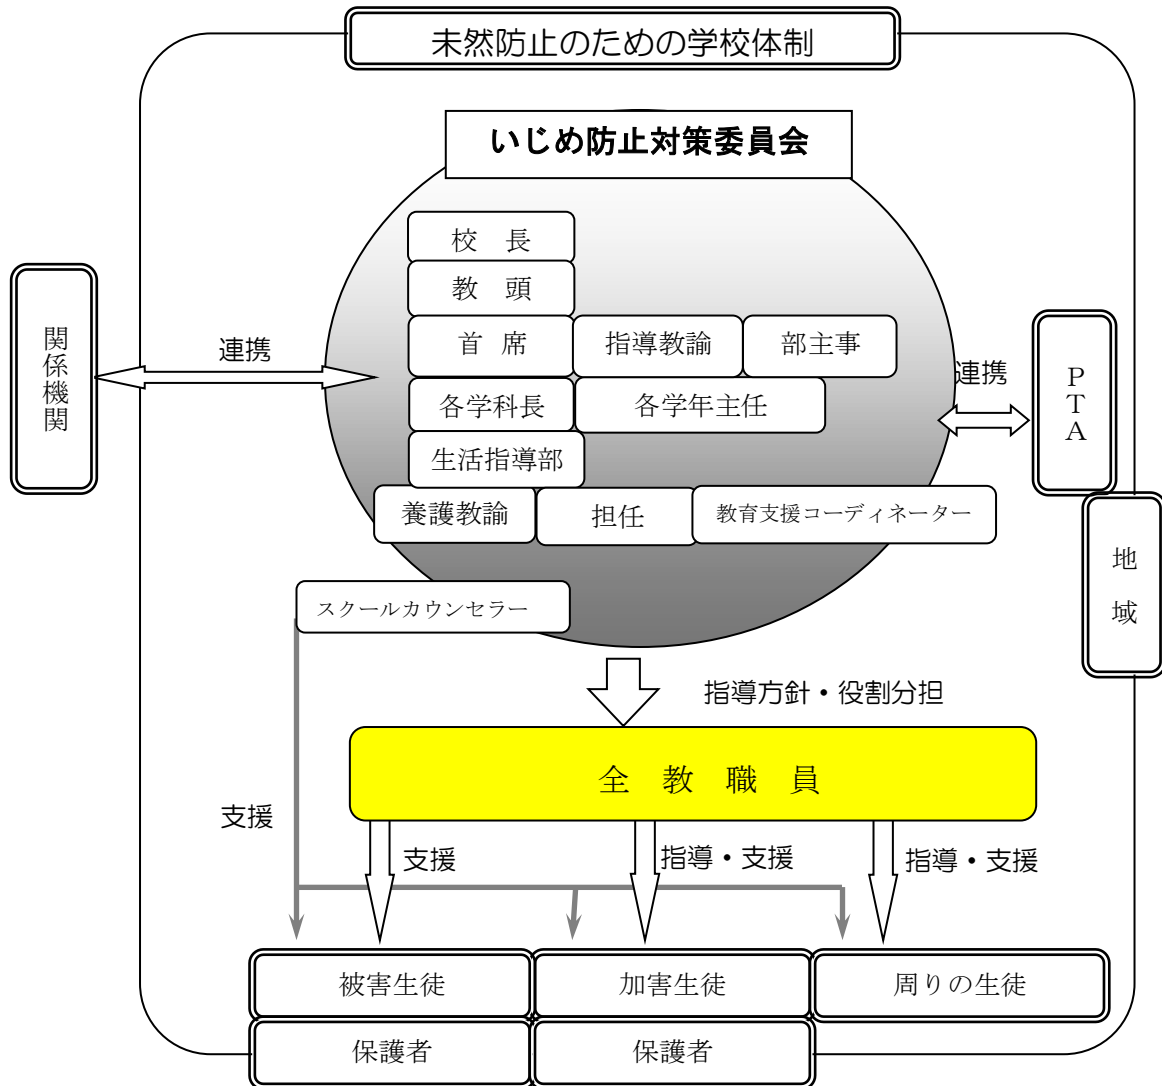 未然防止のための学校体制
いじめ防止対策委員会
校　長
教　頭
首 席
指導教諭
部主事
各学科長
各学年主任
生活指導部
養護教諭
担任
教育支援コーディネーター
スクールカウンセラー
関係機関
連携
連携
PTA
地域
指導方針・役割分担
全　教　職　員
支援
支援
指導・支援
指導・支援
被害生徒
加害生徒
周りの生徒
保護者
保護者